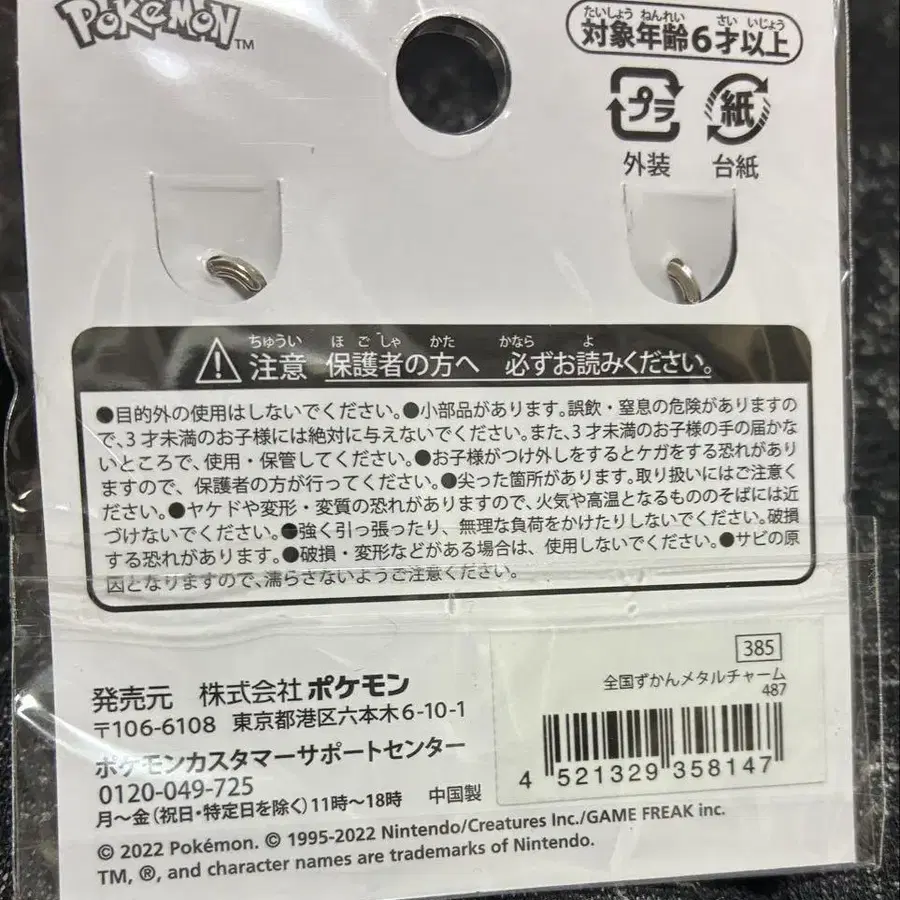 POKéMON™
たいしょう ねんれい さい いじょう
対象年齢6才以上
プラ 紙
外装 台紙
ちゅうい ほ ご しゃ かた かなら よ
注意 保護者の方へ 必ずお読みください。
●目的外の使用はしないでください。●小部品があります。誤飲・窒息の危険がありますの
で、3才未満のお子様には絶対に与えないでください。また、3才未満のお子様の手の届かな
いところで、使用・保管してください。●お子様がつけ外しをするとケガをする恐れがあり
ますので、保護者の方が行ってください。●尖った箇所があります。取り扱いにはご注意く
ださい。●ヤケドや変形・変質の恐れがありますので、火気や高温となるもののそばには近
づけないでください。●強く引っ張ったり、無理な負荷をかけたりしないでください。破損
する恐れがあります。●破損・変形などがある場合は、使用しないでください。●サビの原
因となりますので、濡らさないようご注意ください。
発売元 株式会社ポケモン
〒106-6108 東京都港区六本木6-10-1
ポケモンカスタマーサポートセンター
0120-049-725
月～金(祝日・特定日を除く)11時～18時 中国製
385
全国ずかんメタルチャーム
487
4 521329 358147
© 2022 Pokémon. © 1995-2022 Nintendo/Creatures Inc./GAME FREAK inc.
TM, ®, and character names are trademarks of Nintendo.